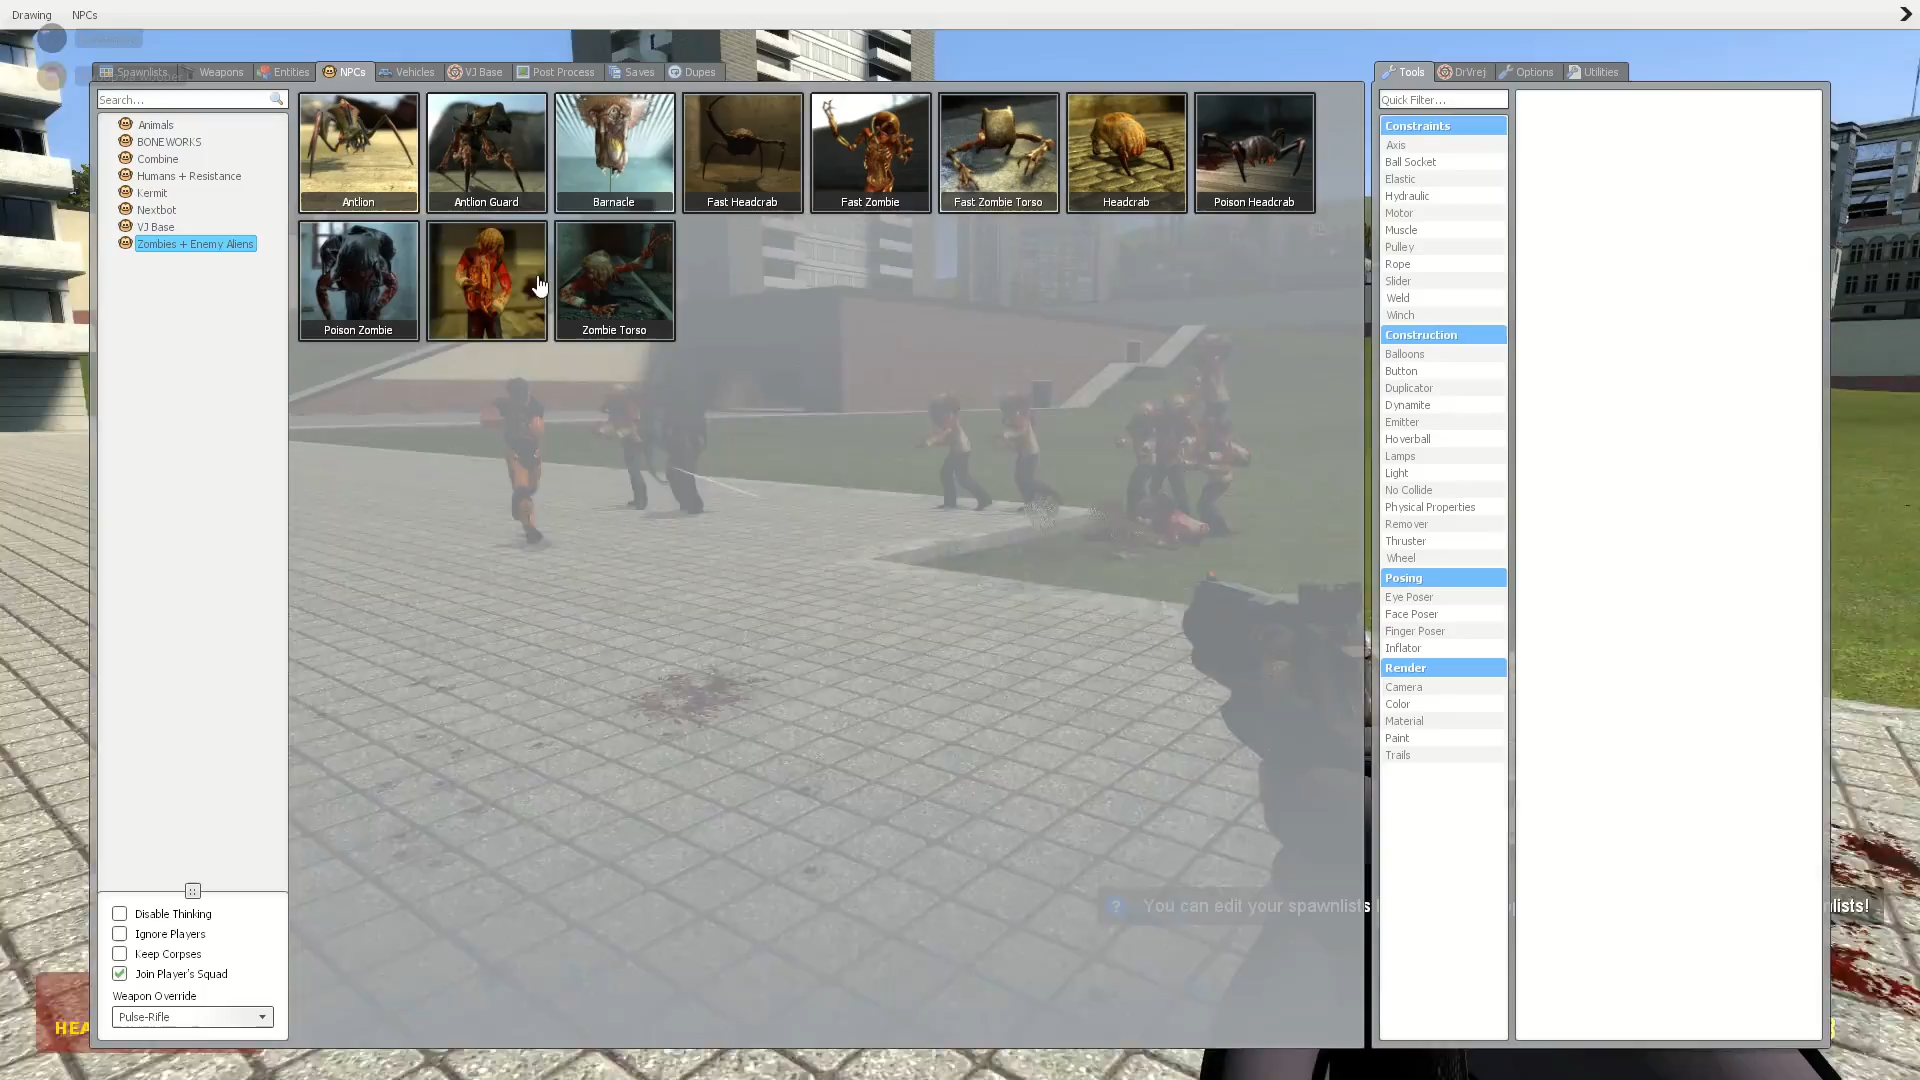 Drawing NPCs
Spawnlists Weapons Entities NPCs Vehicles VJ Base Post Process Saves Dupes
Search...
Animals
BONEWORKS
Combine
Humans + Resistance
Kermit
Nextbot
VJ Base
Zombies + Enemy Aliens
Antlion
Antlion Guard
Barnacle
Fast Headcrab
Fast Zombie
Fast Zombie Torso
Headcrab
Poison Headcrab
Poison Zombie
Zombie Torso
Disable Thinking
Ignore Players
Keep Corpses
Join Player's Squad
Weapon Override
Pulse-Rifle
HEA
? You can edit your spawnlists
lists!
Tools DrVrej Options Utilities
Quick Filter...
Constraints
Axis
Ball Socket
Elastic
Hydraulic
Motor
Muscle
Pulley
Rope
Slider
Weld
Winch
Construction
Balloons
Button
Duplicator
Dynamite
Emitter
Hoverball
Lamps
Light
No Collide
Physical Properties
Remover
Thruster
Wheel
Posing
Eye Poser
Face Poser
Finger Poser
Inflator
Render
Camera
Color
Material
Paint
Trails